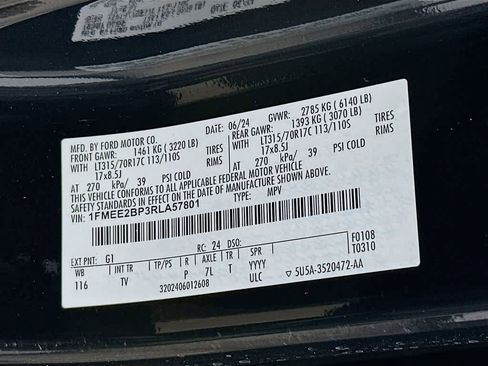 MFD. BY FORD MOTOR CO.
DATE: 06/24 GVWR: 2785 KG (6140 LB)
FRONT GAWR: 1461 KG (3220 LB) REAR GAWR: 1393 KG (3070 LB)
WITH LT315/70R17C 113/110S TIRES WITH LT315/70R17C 113/110S TIRES
17x8.5J RIMS 17x8.5J RIMS
AT 270 kPa/ 39 PSI COLD AT 270 kPa/ 39 PSI COLD
THIS VEHICLE CONFORMS TO ALL APPLICABLE FEDERAL MOTOR VEHICLE
SAFETY STANDARDS IN EFFECT ON THE DATE OF MANUFACTURE SHOWN ABOVE.
VIN: 1FMEE2BP3RLA57801 TYPE: MPV
F0108
T0310
EXT PNT: G1 RC: 24 DSO:
WB INT TR TP/PS R AXLE TR SPR
116 TV P 7L T YYYY
ULC 5U5A-3520472-AA
3202406012608